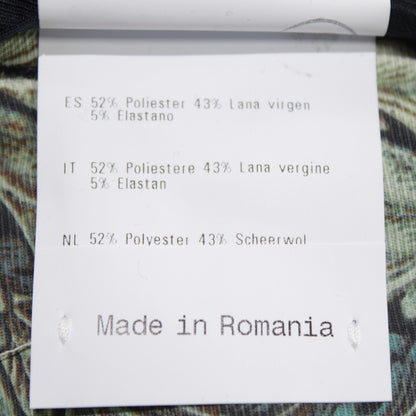 ES 52% Poliester 43% Lana virgen
5% Elastano
IT 52% Poliestere 43% Lana vergine
5% Elastan
NL 52% Polyester 43% Scheerwol
Made in Romania